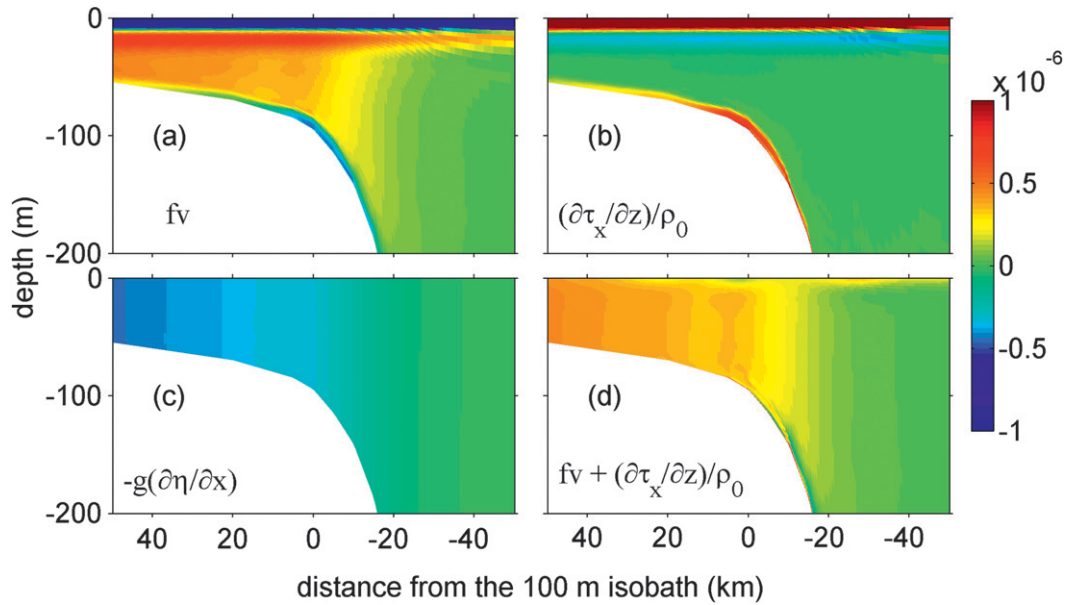 0
-100
-200
depth (m)
(a)
fv
(b)
(∂τₓ/∂z)/ρ₀
x 10⁻⁶
1
0.5
0
-0.5
-1
0
-100
-200
(c)
-g(∂η/∂x)
(d)
fv + (∂τₓ/∂z)/ρ₀
40 20 0 -20 -40
40 20 0 -20 -40
distance from the 100 m isobath (km)